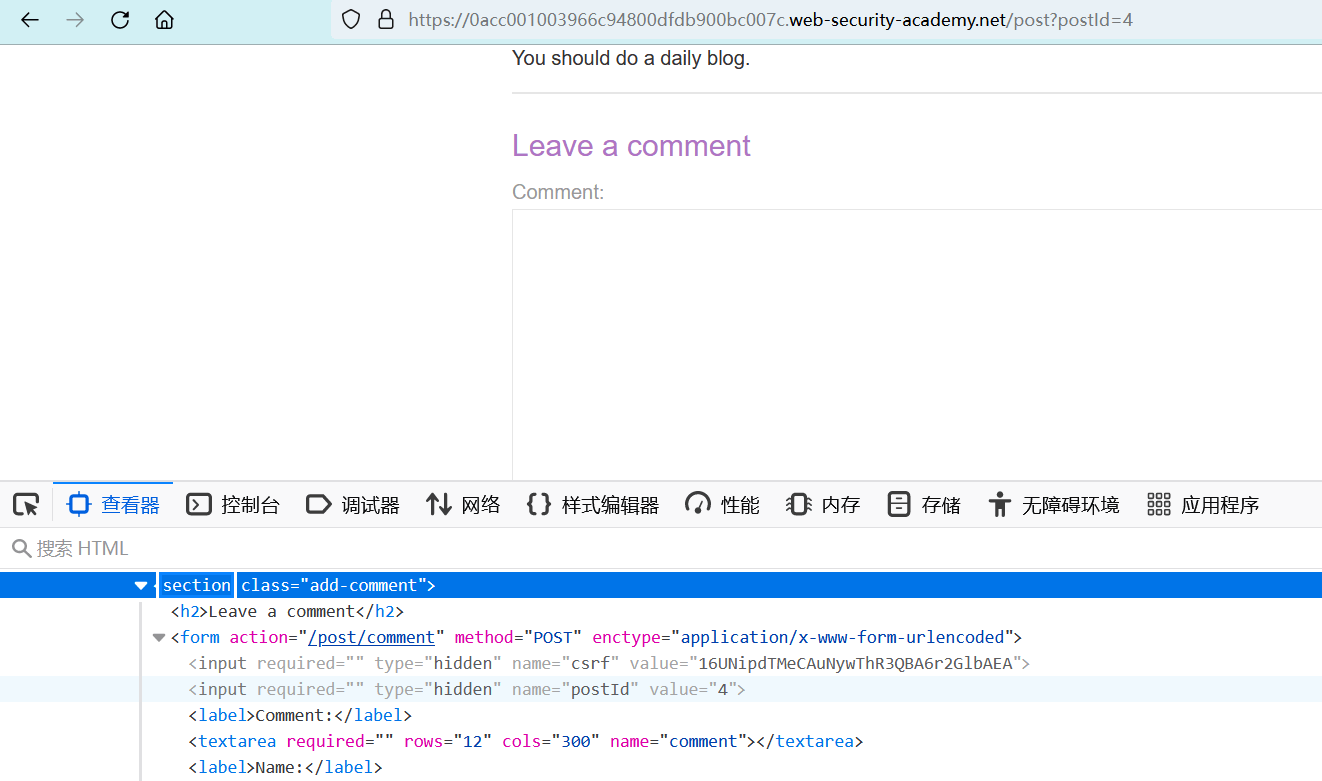 https://0acc001003966c94800dfdb900bc007c.web-security-academy.net/post?postId=4
You should do a daily blog.
Leave a comment
Comment:
查看器 控制台 调试器 网络 样式编辑器 性能 内存 存储 无障碍环境 应用程序
搜索 HTML
<section class="add-comment">
<h2>Leave a comment</h2>
<form action="/post/comment" method="POST" enctype="application/x-www-form-urlencoded">
<input required="" type="hidden" name="csrf" value="16UNipdTMeCAuNywThR3QBA6r2GlbAEA">
<input required="" type="hidden" name="postId" value="4">
<label>Comment:</label>
<textarea required="" rows="12" cols="300" name="comment"></textarea>
<label>Name:</label>